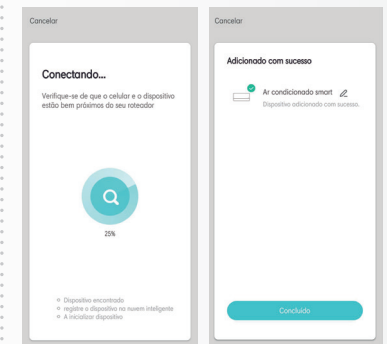 Cancelar
Conectando...
Verifique-se de que o celular e o dispositivo
estão bem próximos do seu roteador
25%
Dispositivo encontrado
registre o dispositivo na nuvem inteligente
A inicializar dispositivo
Cancelar
Adicionado com sucesso
Ar condicionado smart
Dispositivo adicionado com sucesso.
Concluído